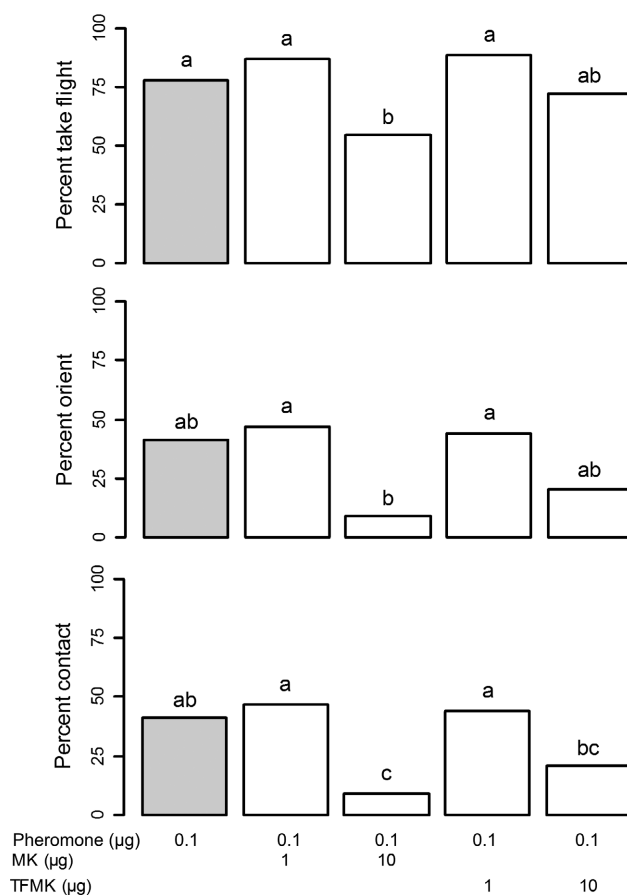 Percent take flight
100
75
50
25
0
a
a
b
a
ab
Percent orient
100
75
50
25
0
ab
a
b
a
ab
Percent contact
100
75
50
25
0
ab
a
c
a
bc
Pheromone (µg) 0.1 0.1 0.1 0.1 0.1
MK (µg) 1 10
TFMK (µg) 1 10